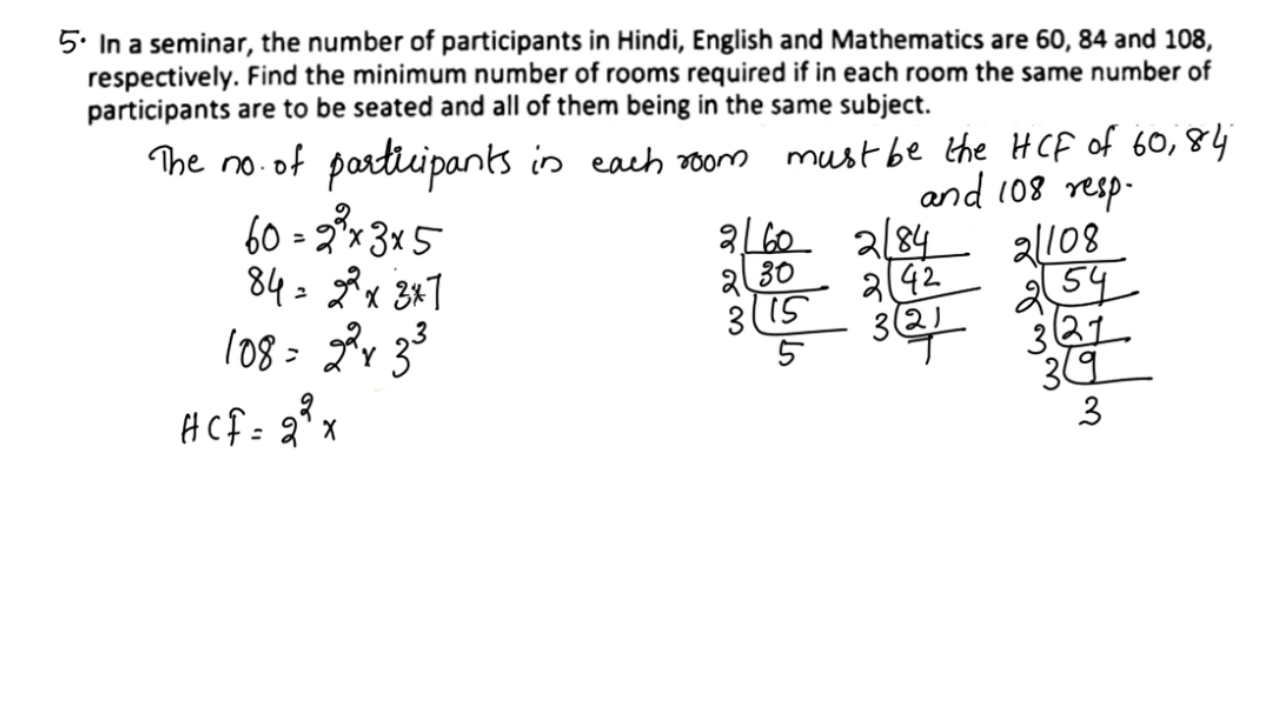 5. In a seminar, the number of participants in Hindi, English and Mathematics are 60, 84 and 108,
respectively. Find the minimum number of rooms required if in each room the same number of
participants are to be seated and all of them being in the same subject.
The no. of participants in each room must be the HCF of 60, 84
and 108 resp.
60 = 2² × 3 × 5
84 = 2² × 3 × 7
108 = 2² × 3³
HCF = 2² ×
2 60
2 30
3 15
5
2 84
2 42
3 21
7
2 108
2 54
3 27
3 9
3